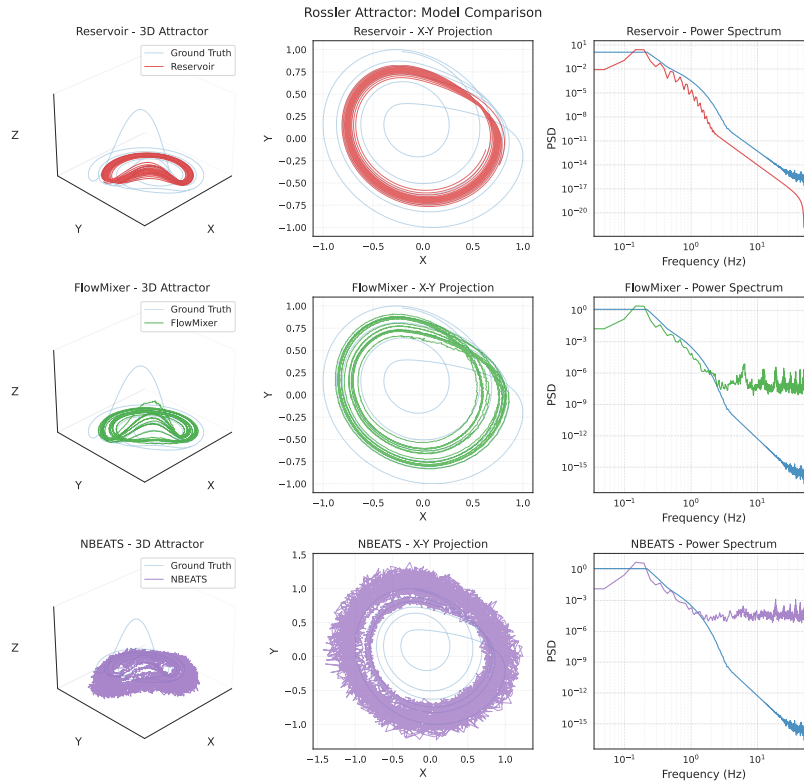 Rossler Attractor: Model Comparison
Reservoir - 3D Attractor
Ground Truth
Reservoir
Z
Y
X
Reservoir - X-Y Projection
1.00
0.75
0.50
0.25
0.00
−0.25
−0.50
−0.75
−1.00
Y
−1.0
−0.5
0.0
0.5
1.0
X
Reservoir - Power Spectrum
10^1
10^−2
10^−5
10^−8
10^−11
10^−14
10^−17
10^−20
PSD
10^−1
10^0
10^1
Frequency (Hz)
FlowMixer - 3D Attractor
Ground Truth
FlowMixer
Z
Y
X
FlowMixer - X-Y Projection
1.00
0.75
0.50
0.25
0.00
−0.25
−0.50
−0.75
−1.00
Y
−1.0
−0.5
0.0
0.5
1.0
X
FlowMixer - Power Spectrum
10^0
10^−3
10^−6
10^−9
10^−12
10^−15
PSD
10^−1
10^0
10^1
Frequency (Hz)
NBEATS - 3D Attractor
Ground Truth
NBEATS
Z
Y
X
NBEATS - X-Y Projection
1.5
1.0
0.5
0.0
−0.5
−1.0
Y
−1.5
−1.0
−0.5
0.0
0.5
1.0
X
NBEATS - Power Spectrum
10^0
10^−3
10^−6
10^−9
10^−12
10^−15
PSD
10^−1
10^0
10^1
Frequency (Hz)